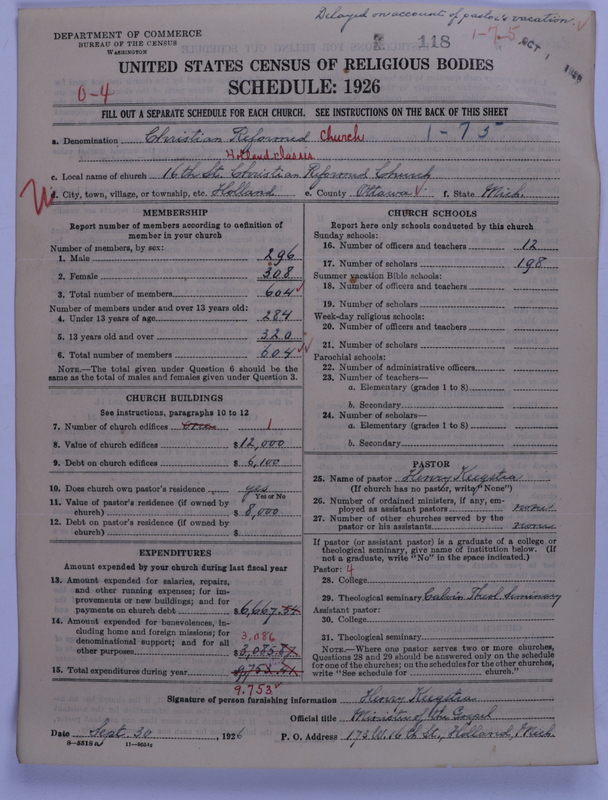 Delayed on account of pastor's vacation. √
DEPARTMENT OF COMMERCE
BUREAU OF THE CENSUS
WASHINGTON
118
1-7-5
OCT 1 1926
UNITED STATES CENSUS OF RELIGIOUS BODIES
SCHEDULE: 1926
0-4
FILL OUT A SEPARATE SCHEDULE FOR EACH CHURCH. SEE INSTRUCTIONS ON THE BACK OF THIS SHEET
a. Denomination Christian Reformed Church 1-75
Holland classis
c. Local name of church 16th St. Christian Reformed Church
d. City, town, village, or township, etc. Holland e. County Ottawa √ f. State Mich.
MEMBERSHIP
Report number of members according to definition of member in your church
Number of members, by sex:
1. Male 296
2. Female 308
3. Total number of members 604 √
Number of members under and over 13 years old:
4. Under 13 years of age 284
5. 13 years old and over 320
6. Total number of members 604 √√
NOTE.—The total given under Question 6 should be the same as the total of males and females given under Question 3.
CHURCH BUILDINGS
See instructions, paragraphs 10 to 12
7. Number of church edifices One 1
8. Value of church edifices $12,000
9. Debt on church edifices $6,100
10. Does church own pastor's residence yes
Yes or No
11. Value of pastor's residence (if owned by church) $8,000
12. Debt on pastor's residence (if owned by church) $
EXPENDITURES
Amount expended by your church during last fiscal year
13. Amount expended for salaries, repairs, and other running expenses; for improvements or new buildings; and for payments on church debt $6,667.54
14. Amount expended for benevolences, including home and foreign missions; for denominational support; and for all other purposes 3,086 $3,085.87
15. Total expenditures during year 9,753.41
9.753 √
CHURCH SCHOOLS
Report here only schools conducted by this church
Sunday schools:
16. Number of officers and teachers 12
17. Number of scholars 198
Summer vacation Bible schools:
18. Number of officers and teachers
19. Number of scholars
Week-day religious schools:
20. Number of officers and teachers
21. Number of scholars
Parochial schools:
22. Number of administrative officers
23. Number of teachers—
a. Elementary (grades 1 to 8)
b. Secondary
24. Number of scholars—
a. Elementary (grades 1 to 8)
b. Secondary
PASTOR
25. Name of pastor Henry Keegstra
(If church has no pastor, write "None")
26. Number of ordained ministers, if any, employed as assistant pastors none
27. Number of other churches served by the pastor or his assistants none
If pastor (or assistant pastor) is a graduate of a college or theological seminary, give name of institution below. (If not a graduate, write "No" in the space indicated.)
Pastor: 4
28. College
29. Theological seminary Calvin Theol. Seminary
Assistant pastor:
30. College
31. Theological seminary
NOTE.—Where one pastor serves two or more churches, Questions 28 and 29 should be answered only on the schedule for one of the churches; on the schedules for the other churches, write "See schedule for church."
Signature of person furnishing information Henry Keegstra
Official title Minister of the Gospel
Date Sept. 30, 1926 P. O. Address 173 W. 16th St., Holland, Mich.
8-5518 a 11-9034